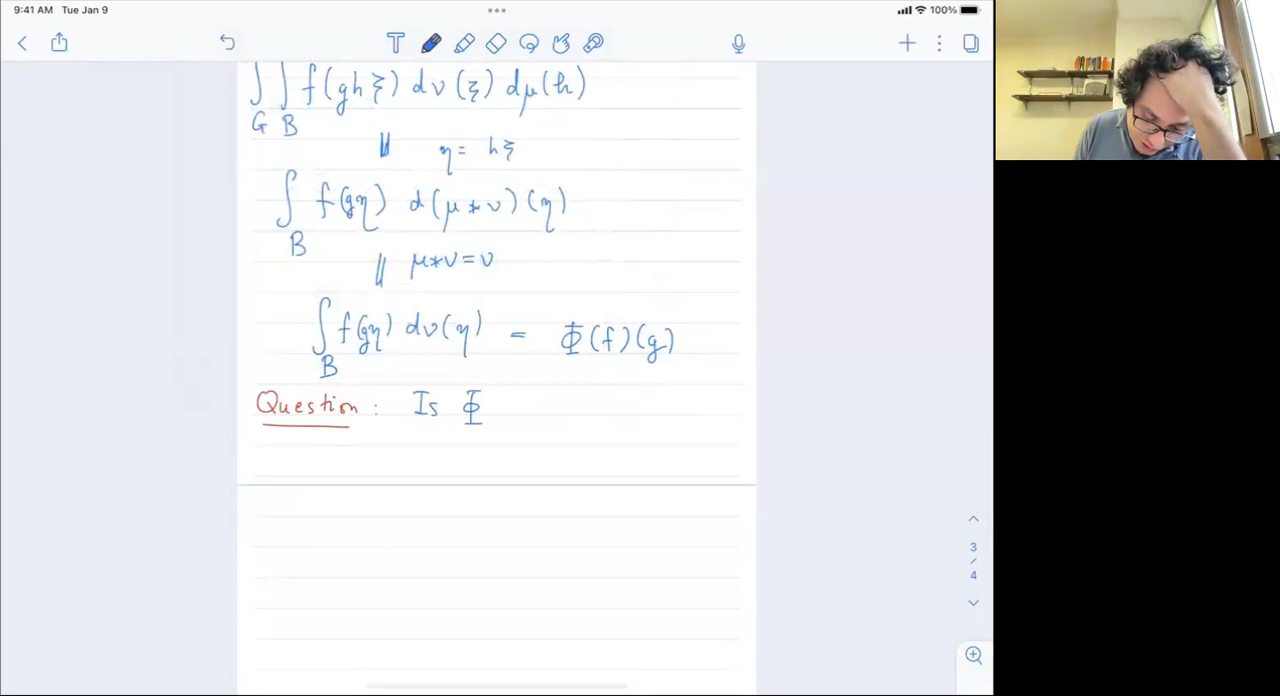 9:41 AM Tue Jan 9
100%
∫ ∫ f(ghξ) dν(ξ) dμ(h)
G B
|| η = hξ
∫ f(gη) d(μ * ν)(η)
B
|| μ*ν = ν
∫ f(gη) dν(η) = Φ(f)(g)
B
Question: Is Φ
3
/
4